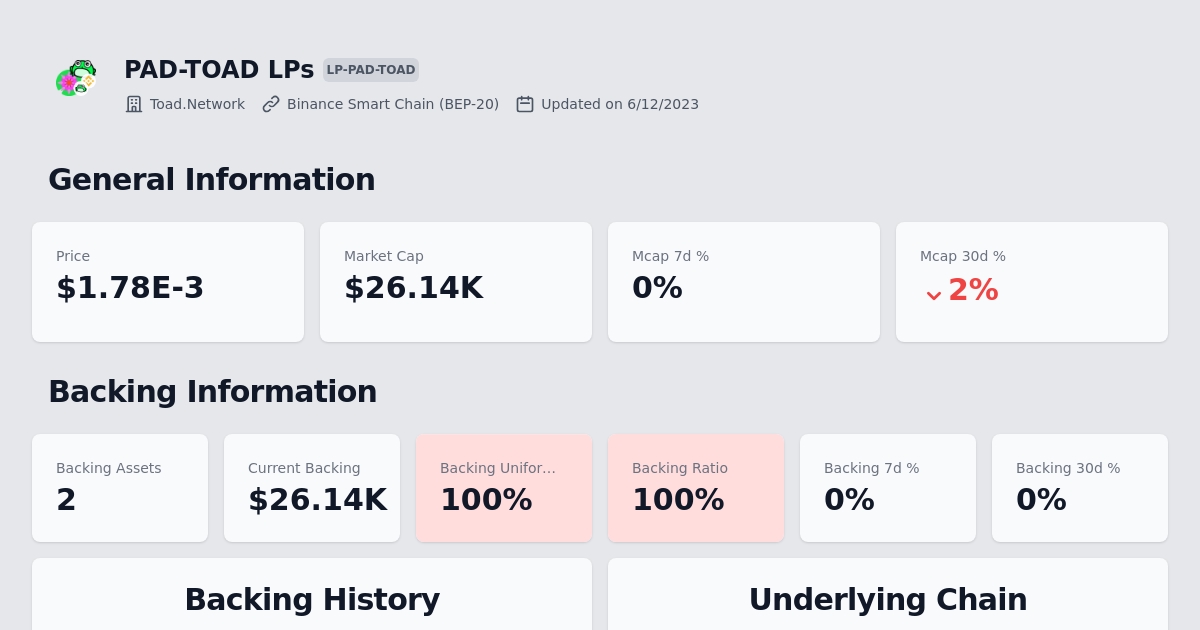 PAD-TOAD LPs LP-PAD-TOAD
Toad.Network Binance Smart Chain (BEP-20) Updated on 6/12/2023
General Information
Price Market Cap Mcap 7d % Mcap 30d %
$1.78E-3 $26.14K 0% 2%
Backing Information
Backing Assets Current Backing Backing Unifor... Backing Ratio Backing 7d % Backing 30d %
2 $26.14K 100% 100% 0% 0%
Backing History Underlying Chain